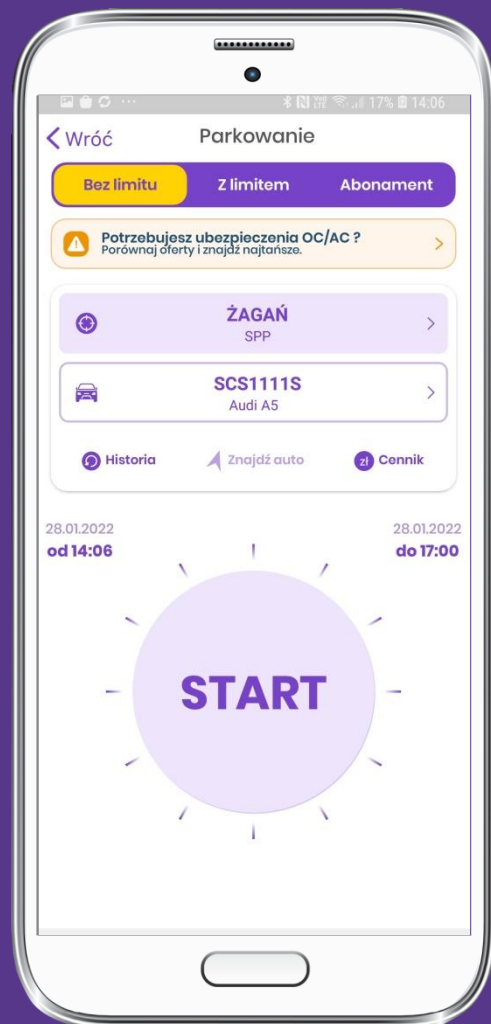 17% 14:06
Wróć
Parkowanie
Bez limitu
Z limitem
Abonament
Potrzebujesz ubezpieczenia OC/AC ?
Porównaj oferty i znajdź najtańsze.
ŻAGAŃ
SPP
SCS1111S
Audi A5
Historia
Znajdź auto
zł Cennik
28.01.2022
od 14:06
28.01.2022
do 17:00
START